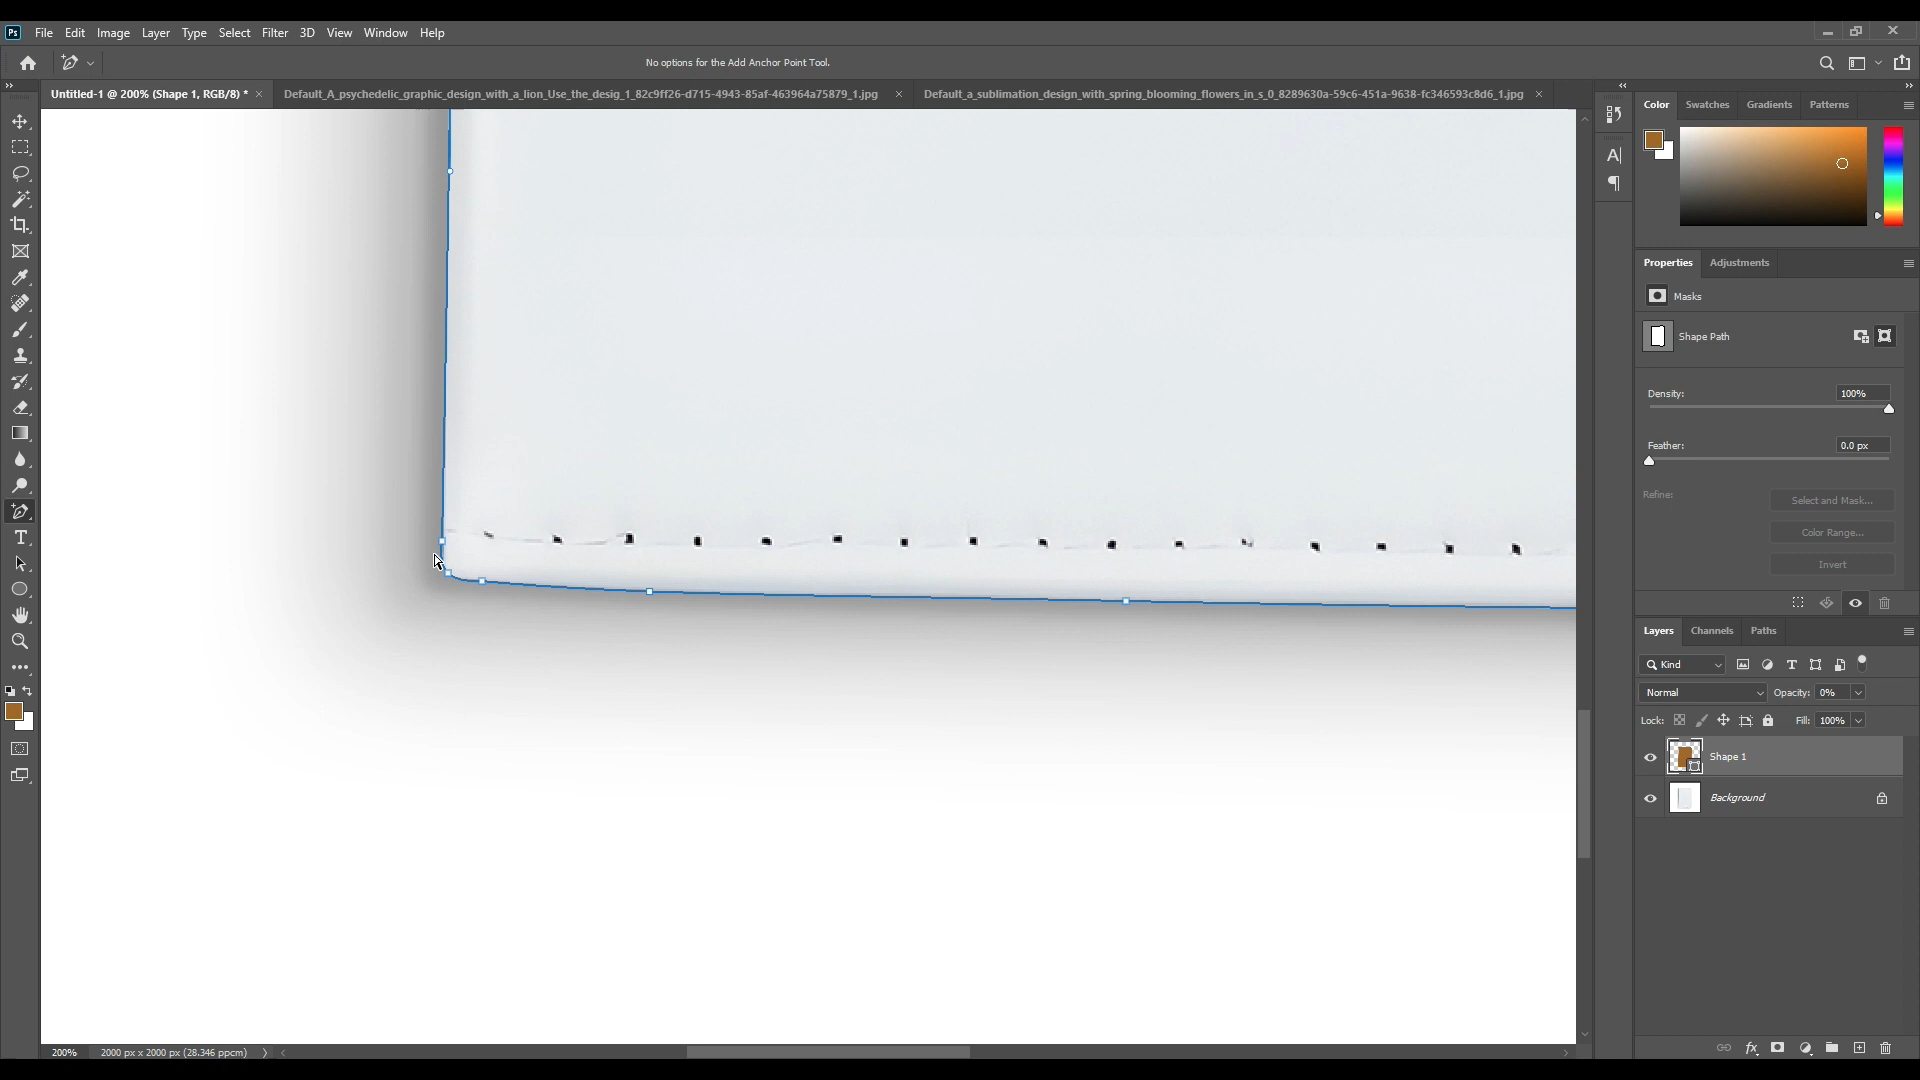 Ps File Edit Image Layer Type Select Filter 3D View Window Help
No options for the Add Anchor Point Tool.
Untitled-1 @ 200% (Shape 1, RGB/8) *
Default_A_psychedelic_graphic_design_with_a_lion_Use_the_desig_1_82c9ff26-d715-4943-85af-463964a75879_1.jpg
Default_a_sublimation_design_with_spring_blooming_flowers_in_s_0_8289630a-59c6-451a-9638-fc346593c8d6_1.jpg
Color Swatches Gradients Patterns
Properties Adjustments
Masks
Shape Path
Density: 100%
Feather: 0.0 px
Refine: Select and Mask...
Color Range...
Invert
Layers Channels Paths
Kind
Normal Opacity: 0%
Lock: Fill: 100%
Shape 1
Background
200% 2000 px x 2000 px (28.346 ppcm)